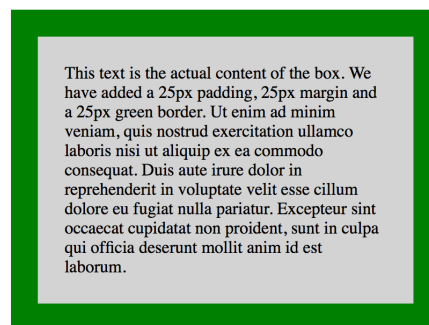 This text is the actual content of the box. We
have added a 25px padding, 25px margin and
a 25px green border. Ut enim ad minim
veniam, quis nostrud exercitation ullamco
laboris nisi ut aliquip ex ea commodo
consequat. Duis aute irure dolor in
reprehenderit in voluptate velit esse cillum
dolore eu fugiat nulla pariatur. Excepteur sint
occaecat cupidatat non proident, sunt in culpa
qui officia deserunt mollit anim id est
laborum.